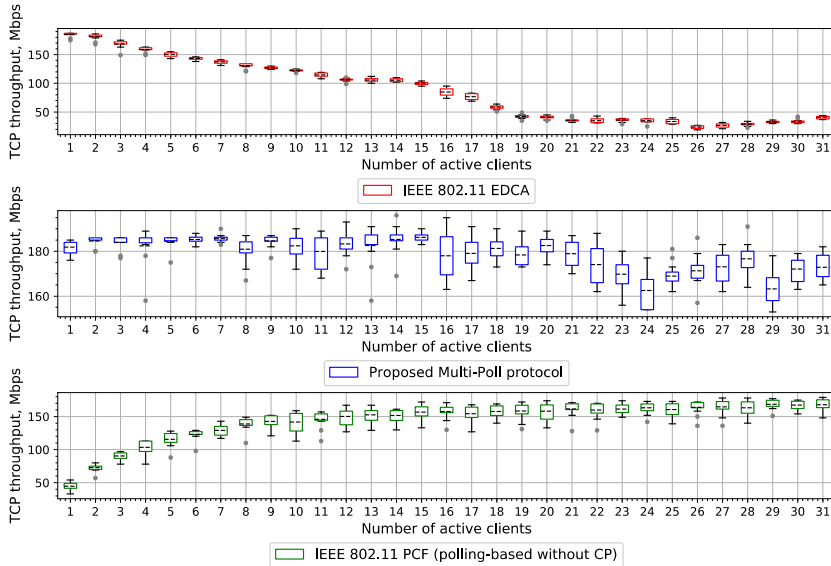 TCP throughput, Mbps
150
100
50
1 2 3 4 5 6 7 8 9 10 11 12 13 14 15 16 17 18 19 20 21 22 23 24 25 26 27 28 29 30 31
Number of active clients
IEEE 802.11 EDCA
TCP throughput, Mbps
180
160
1 2 3 4 5 6 7 8 9 10 11 12 13 14 15 16 17 18 19 20 21 22 23 24 25 26 27 28 29 30 31
Number of active clients
Proposed Multi-Poll protocol
TCP throughput, Mbps
150
100
50
1 2 3 4 5 6 7 8 9 10 11 12 13 14 15 16 17 18 19 20 21 22 23 24 25 26 27 28 29 30 31
Number of active clients
IEEE 802.11 PCF (polling-based without CP)